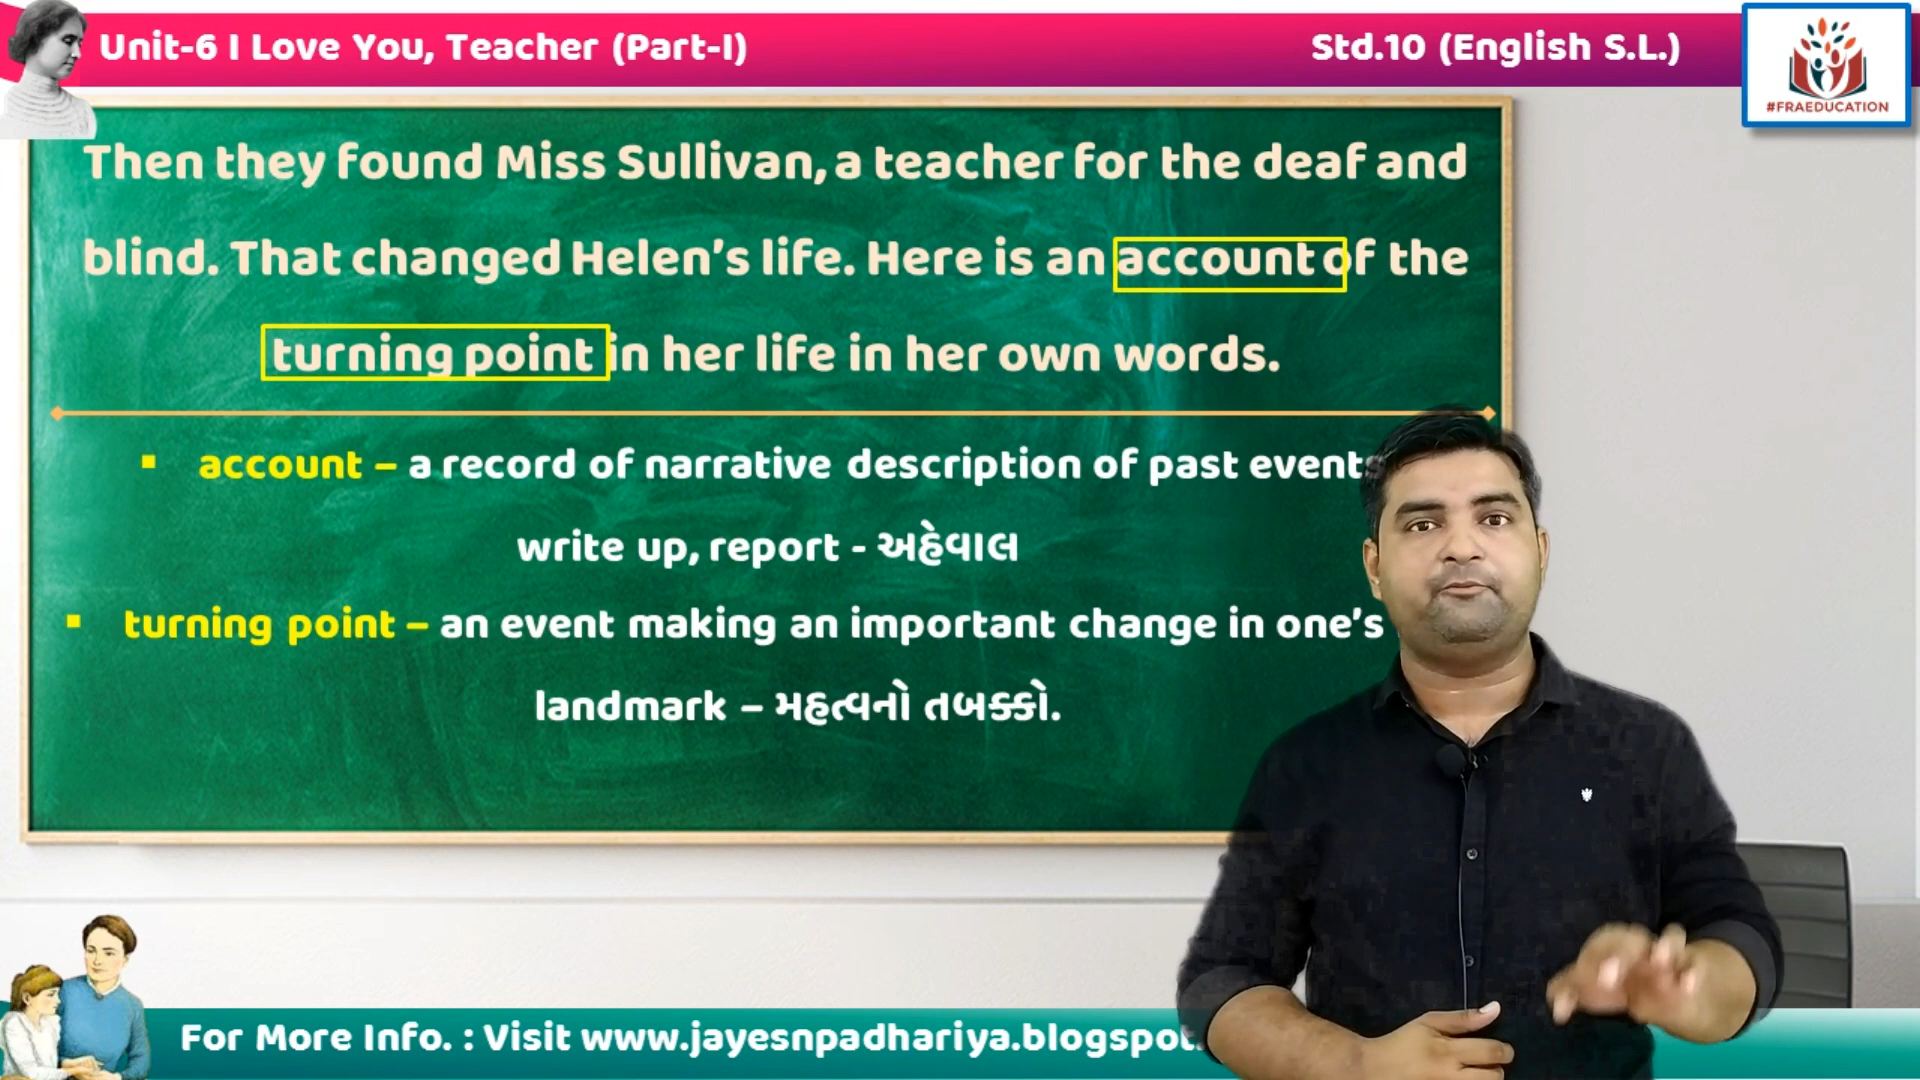 Unit-6 I Love You, Teacher (Part-I)
Std.10 (English S.L.)
#FRAEDUCATION
Then they found Miss Sullivan, a teacher for the deaf and
blind. That changed Helen's life. Here is an account of the
turning point in her life in her own words.
▪ account – a record of narrative description of past events
write up, report - અહેવાલ
▪ turning point – an event making an important change in one's
landmark – મહત્વનો તબક્કો.
For More Info. : Visit www.jayesnpadhariya.blogspot.